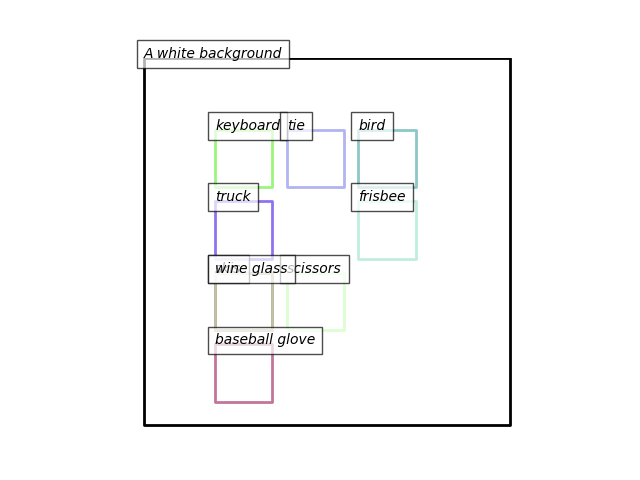 A white background
keyboard
tie
bird
truck
frisbee
wine glass
scissors
baseball glove